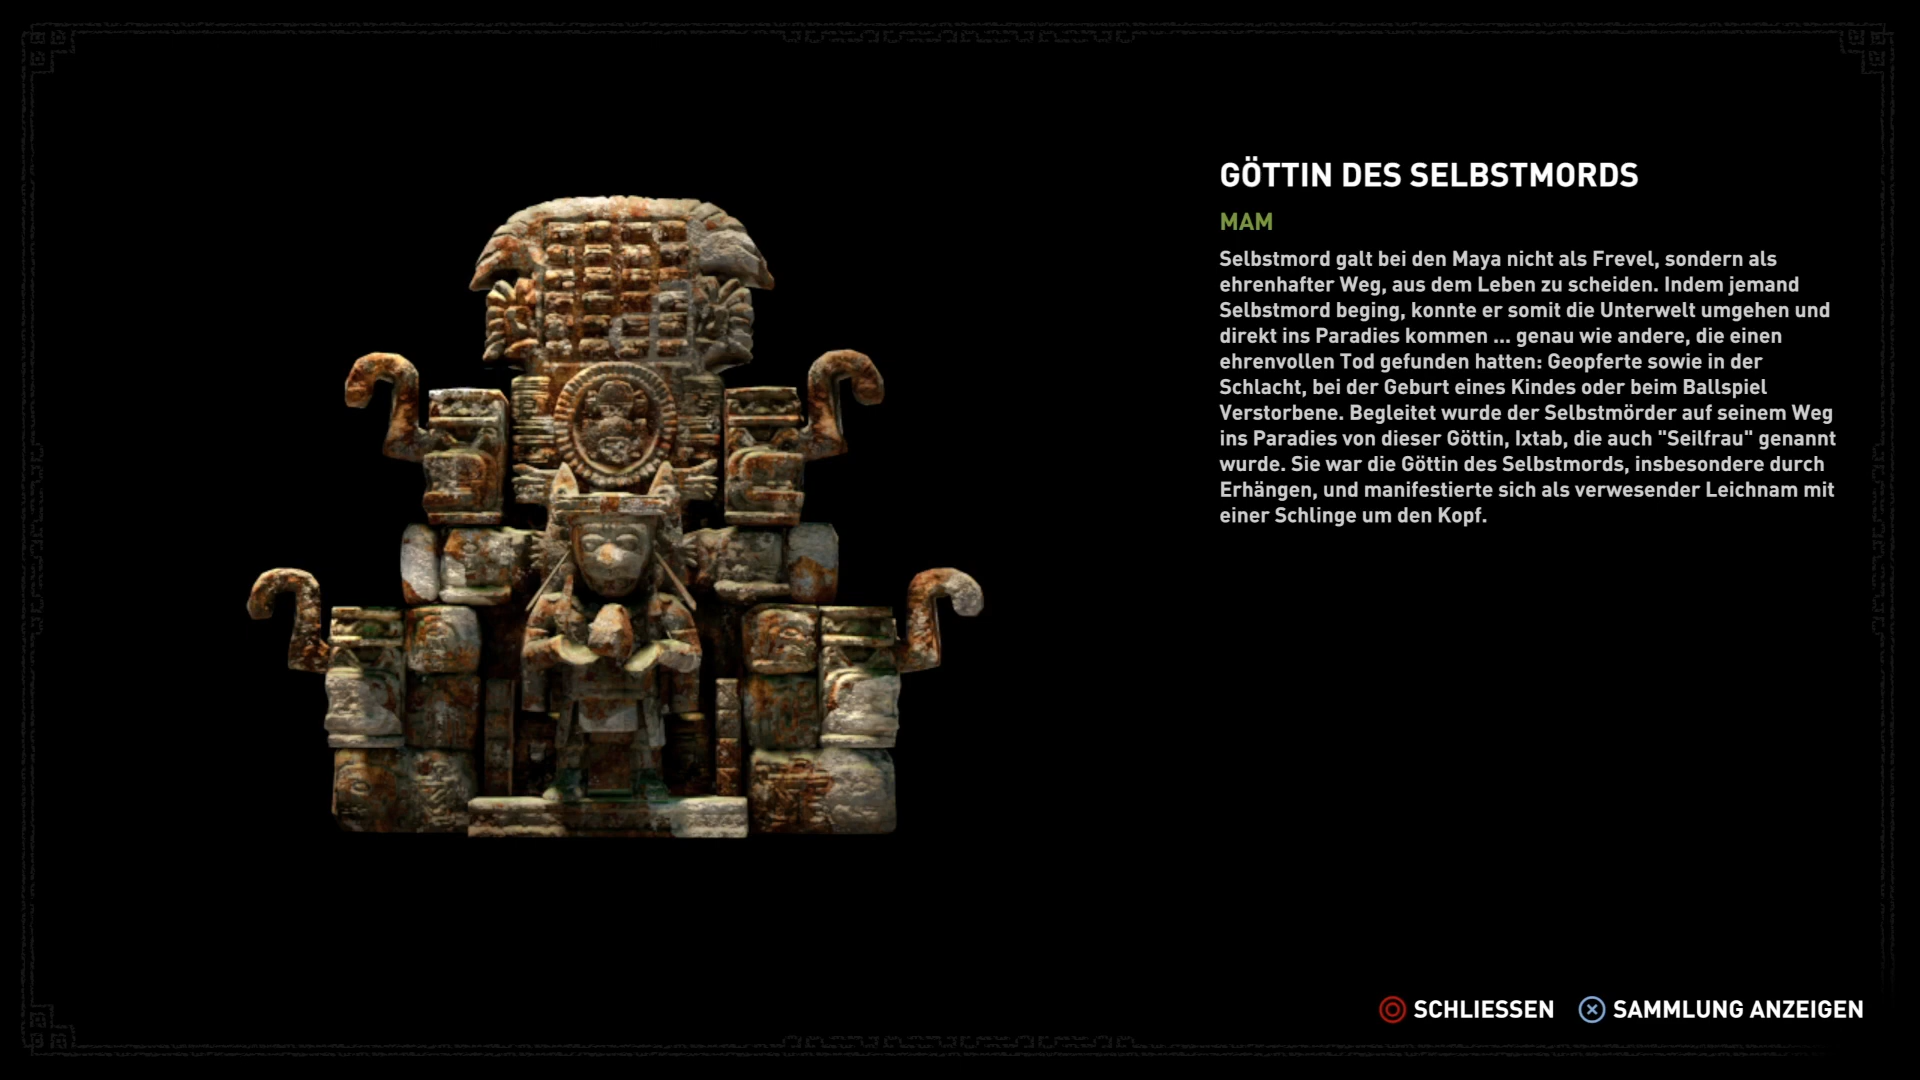 GÖTTIN DES SELBSTMORDS
MAM
Selbstmord galt bei den Maya nicht als Frevel, sondern als
ehrenhafter Weg, aus dem Leben zu scheiden. Indem jemand
Selbstmord beging, konnte er somit die Unterwelt umgehen und
direkt ins Paradies kommen ... genau wie andere, die einen
ehrenvollen Tod gefunden hatten: Geopferte sowie in der
Schlacht, bei der Geburt eines Kindes oder beim Ballspiel
Verstorbene. Begleitet wurde der Selbstmörder auf seinem Weg
ins Paradies von dieser Göttin, Ixtab, die auch "Seilfrau" genannt
wurde. Sie war die Göttin des Selbstmords, insbesondere durch
Erhängen, und manifestierte sich als verwesender Leichnam mit
einer Schlinge um den Kopf.
SCHLIESSEN
SAMMLUNG ANZEIGEN